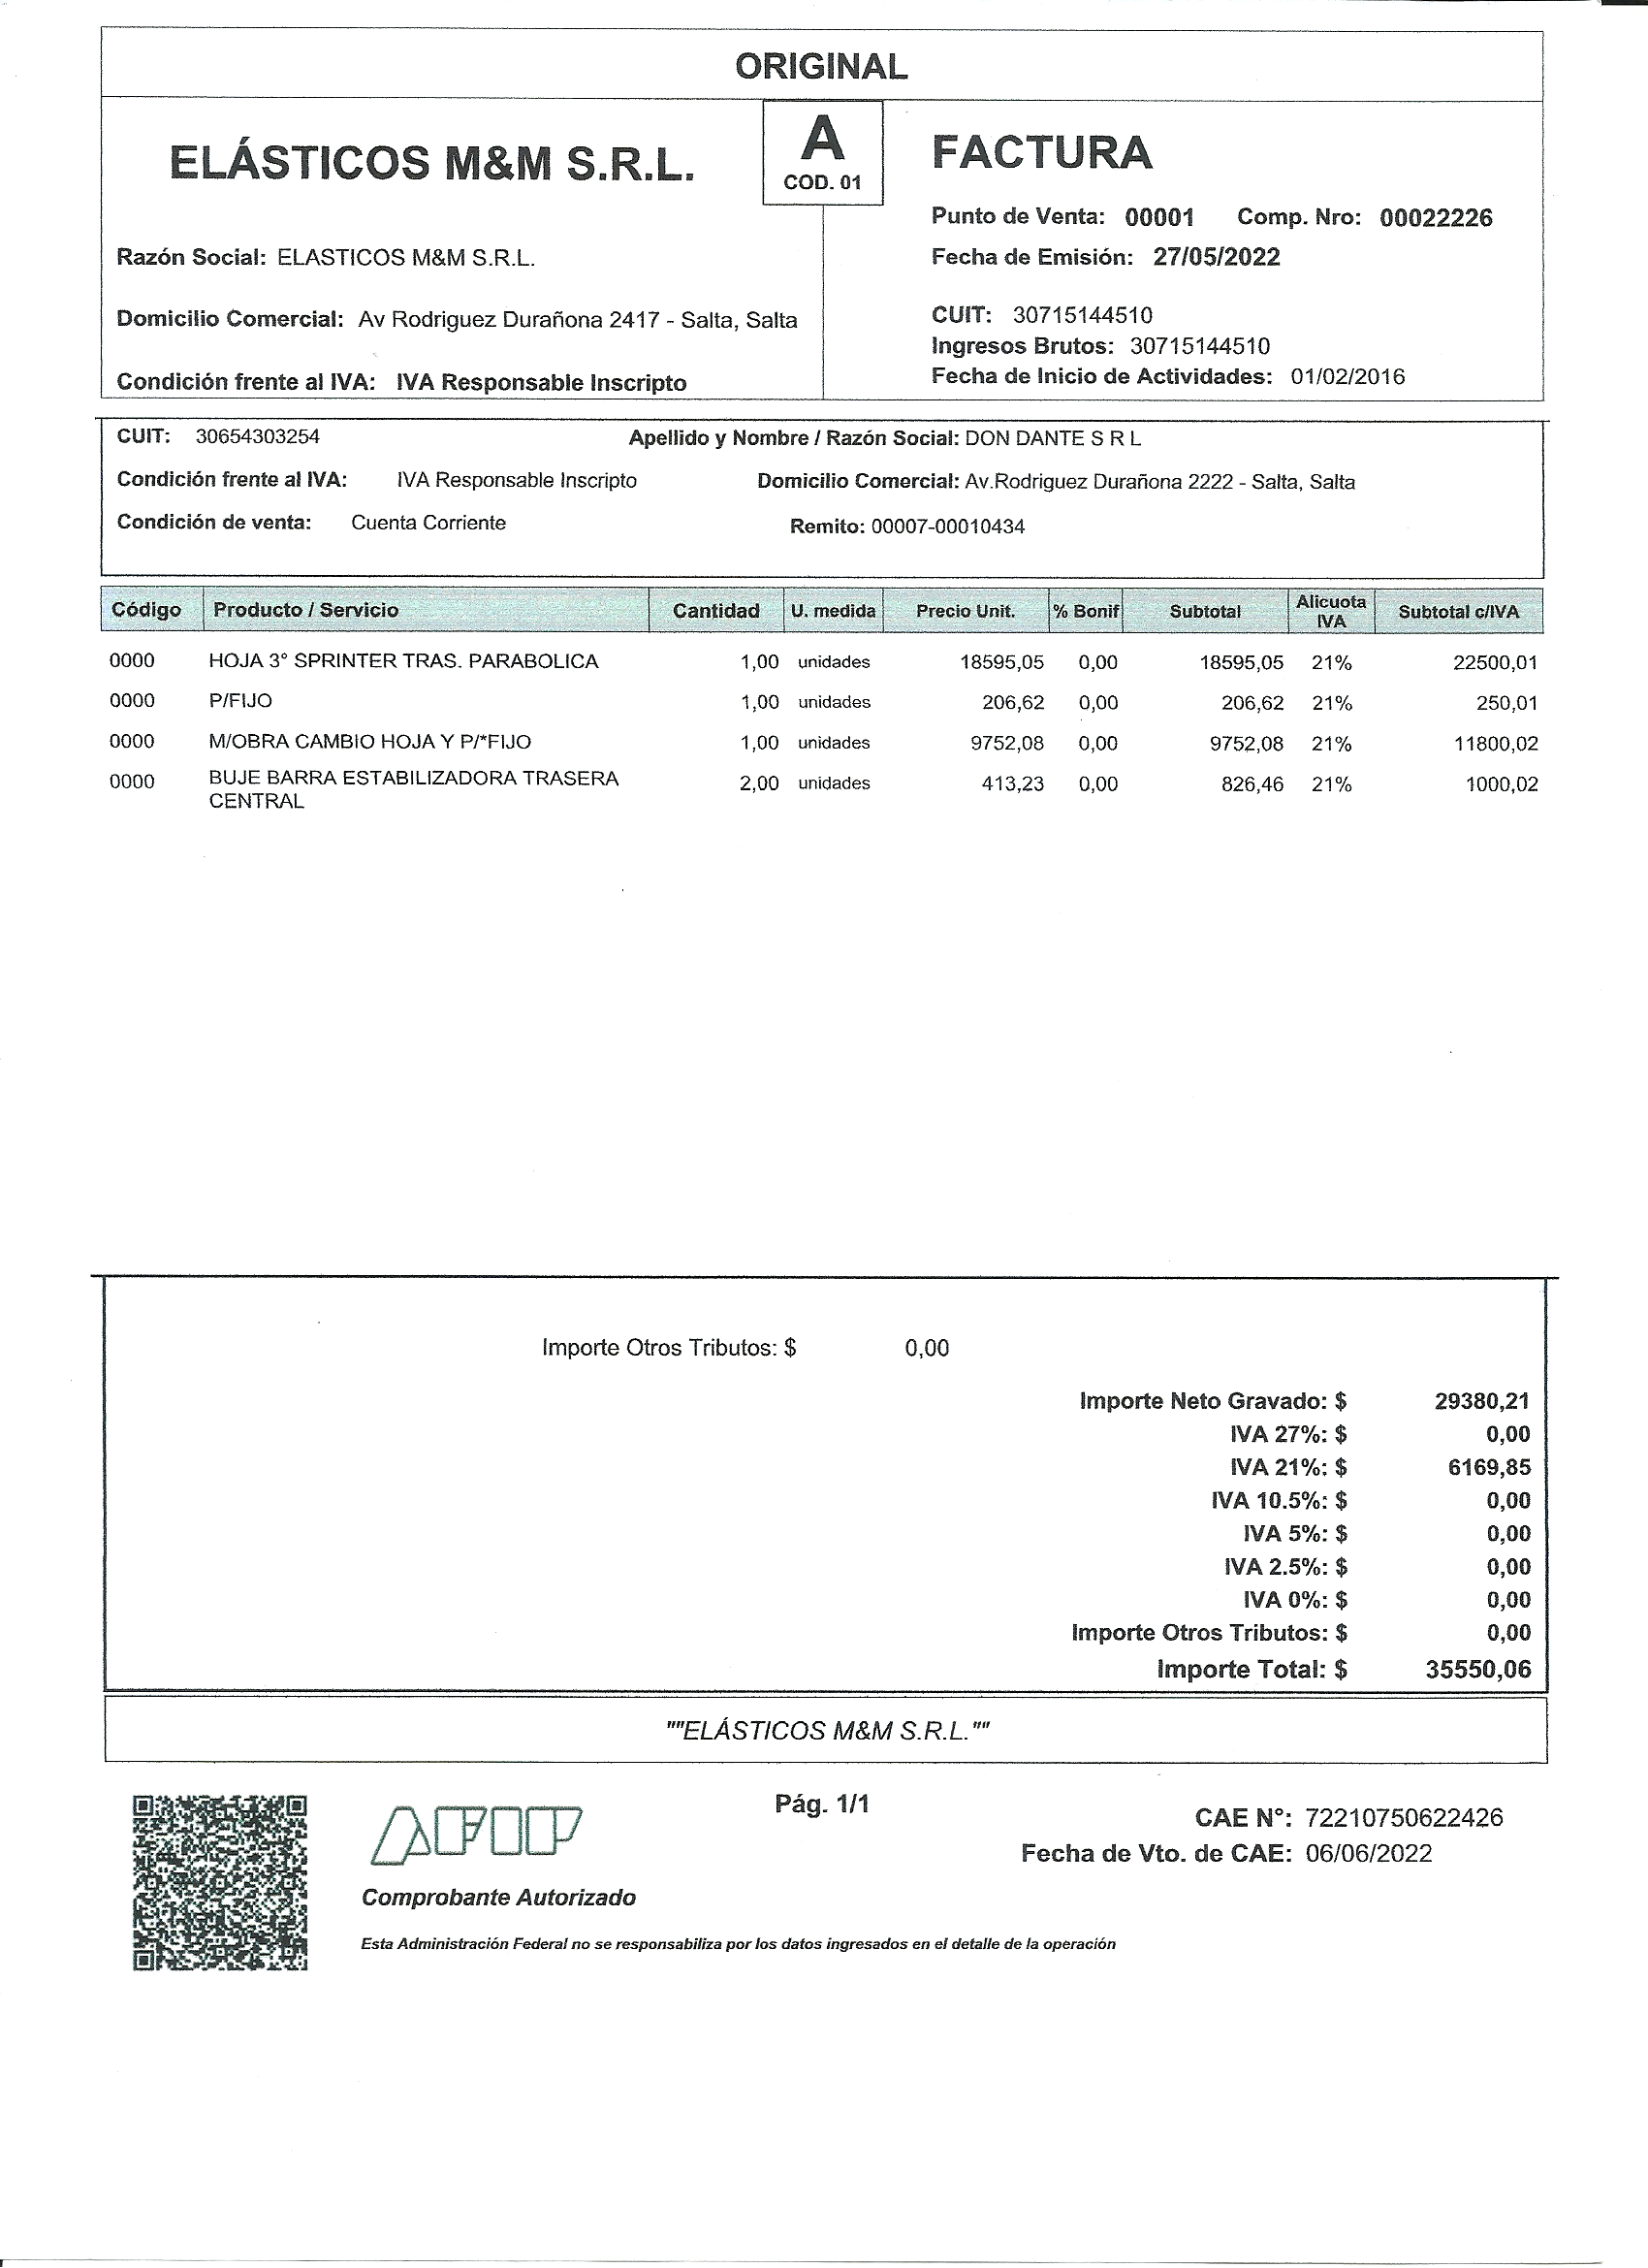 ORIGINAL
ELÁSTICOS M&M S.R.L.
A
COD. 01
FACTURA
Punto de Venta: 00001 Comp. Nro: 00022226
Razón Social: ELASTICOS M&M S.R.L.
Fecha de Emisión: 27/05/2022
Domicilio Comercial: Av Rodriguez Durañona 2417 - Salta, Salta
CUIT: 30715144510
Ingresos Brutos: 30715144510
Condición frente al IVA: IVA Responsable Inscripto
Fecha de Inicio de Actividades: 01/02/2016
CUIT: 30654303254 Apellido y Nombre / Razón Social: DON DANTE S R L
Condición frente al IVA: IVA Responsable Inscripto Domicilio Comercial: Av.Rodriguez Durañona 2222 - Salta, Salta
Condición de venta: Cuenta Corriente Remito: 00007-00010434
Código Producto / Servicio Cantidad U. medida Precio Unit. % Bonif Subtotal Alicuota IVA Subtotal c/IVA
0000 HOJA 3° SPRINTER TRAS. PARABOLICA 1,00 unidades 18595,05 0,00 18595,05 21% 22500,01
0000 P/FIJO 1,00 unidades 206,62 0,00 206,62 21% 250,01
0000 M/OBRA CAMBIO HOJA Y P/*FIJO 1,00 unidades 9752,08 0,00 9752,08 21% 11800,02
0000 BUJE BARRA ESTABILIZADORA TRASERA 2,00 unidades 413,23 0,00 826,46 21% 1000,02
CENTRAL
Importe Otros Tributos: $ 0,00
Importe Neto Gravado: $ 29380,21
IVA 27%: $ 0,00
IVA 21%: $ 6169,85
IVA 10.5%: $ 0,00
IVA 5%: $ 0,00
IVA 2.5%: $ 0,00
IVA 0%: $ 0,00
Importe Otros Tributos: $ 0,00
Importe Total: $ 35550,06
""ELÁSTICOS M&M S.R.L.""
AFIP
Pág. 1/1
CAE N°: 72210750622426
Fecha de Vto. de CAE: 06/06/2022
Comprobante Autorizado
Esta Administración Federal no se responsabiliza por los datos ingresados en el detalle de la operación